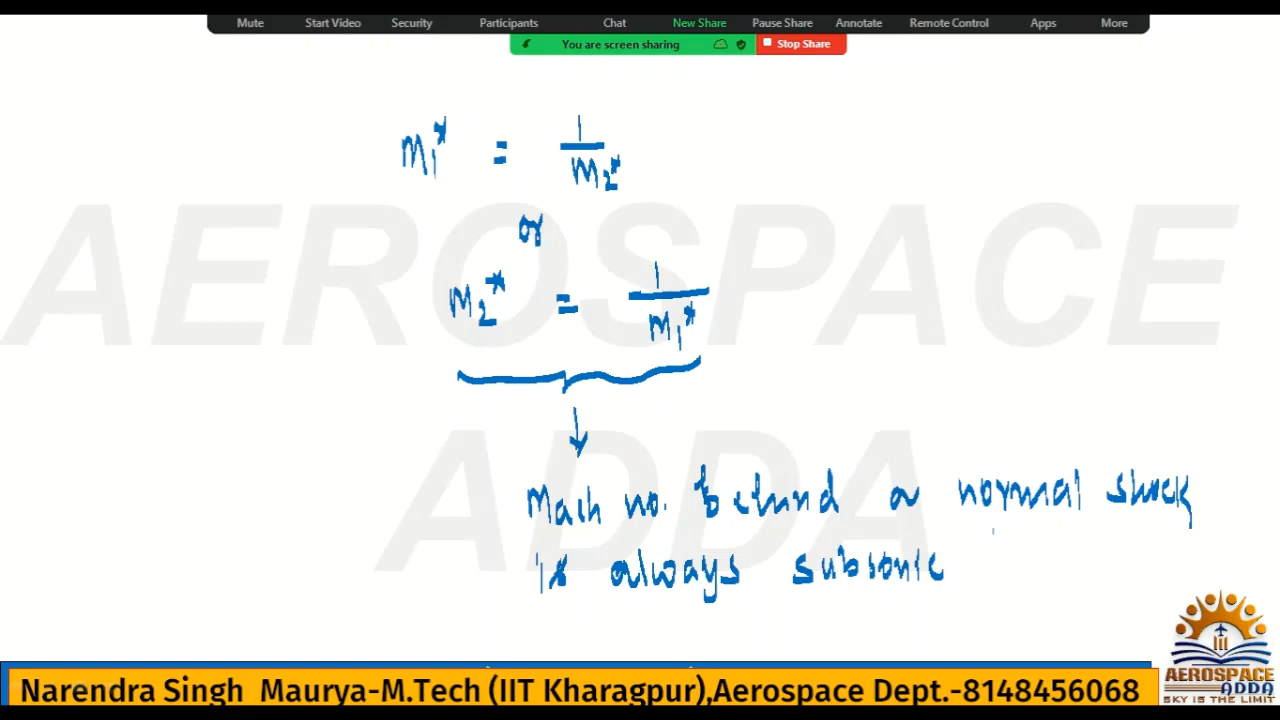 Mute Start Video Security Participants Chat New Share Pause Share Annotate Remote Control Apps More
You are screen sharing Stop Share
M₁* = 1/M₂*
or
M₂* = 1/M₁*
Mach no. behind a normal shock
is always subsonic
AEROSPACE
ADDA
AEROSPACE
ADDA
SKY IS THE LIMIT
Narendra Singh Maurya-M.Tech (IIT Kharagpur),Aerospace Dept.-8148456068